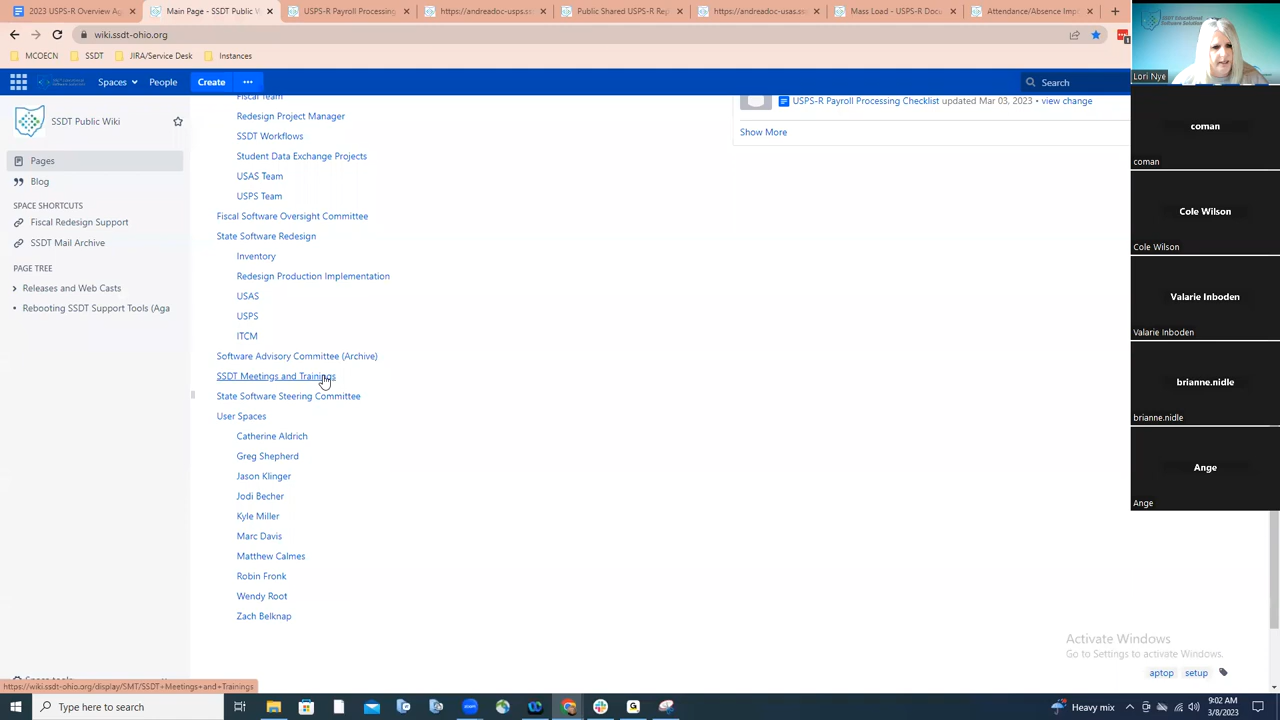 2023 USPS-R Payroll Processing
Main Page - SSDT Public Wiki - V
USPS-R Payroll Processing
https://andreadoc-usps.ss
Public Shared USPS-R Re
https://andreadoc-uas.ss
Mass Load - USPS-R Docu
Attendance/Absence Imp
wiki.ssdt-ohio.org
MCOECN
SSDT
JIRA/Service Desk
Instances
Spaces
People
Create
Search
SSDT Public Wiki
Pages
Blog
SPACE SHORTCUTS
Fiscal Redesign Support
SSDT Mail Archive
PAGE TREE
Releases and Web Casts
Rebooting SSDT Support Tools (Aga
Fiscal Team
Redesign Project Manager
SSDT Workflows
Student Data Exchange Projects
USAS Team
USPS Team
Fiscal Software Oversight Committee
State Software Redesign
Inventory
Redesign Production Implementation
USAS
USPS
ITCM
Software Advisory Committee (Archive)
SSDT Meetings and Trainings
State Software Steering Committee
User Spaces
Catherine Aldrich
Greg Shepherd
Jason Klinger
Jodi Becher
Kyle Miller
Marc Davis
Matthew Calmes
Robin Fronk
Wendy Root
Zach Belknap
USPS-R Payroll Processing Checklist updated Mar 03, 2023 • view change
Show More
Lori Nye
coman
coman
Cole Wilson
Cole Wilson
Valarie Inboden
Valarie Inboden
brianne.nidle
brianne.nidle
Ange
Ange
Activate Windows
Go to Settings to activate Windows.
aptop
setup
https://wiki.ssdt-ohio.org/display/SMT/SSDT+Meetings+and+Trainings
Type here to search
Heavy mix...
9:02 AM
3/8/2023